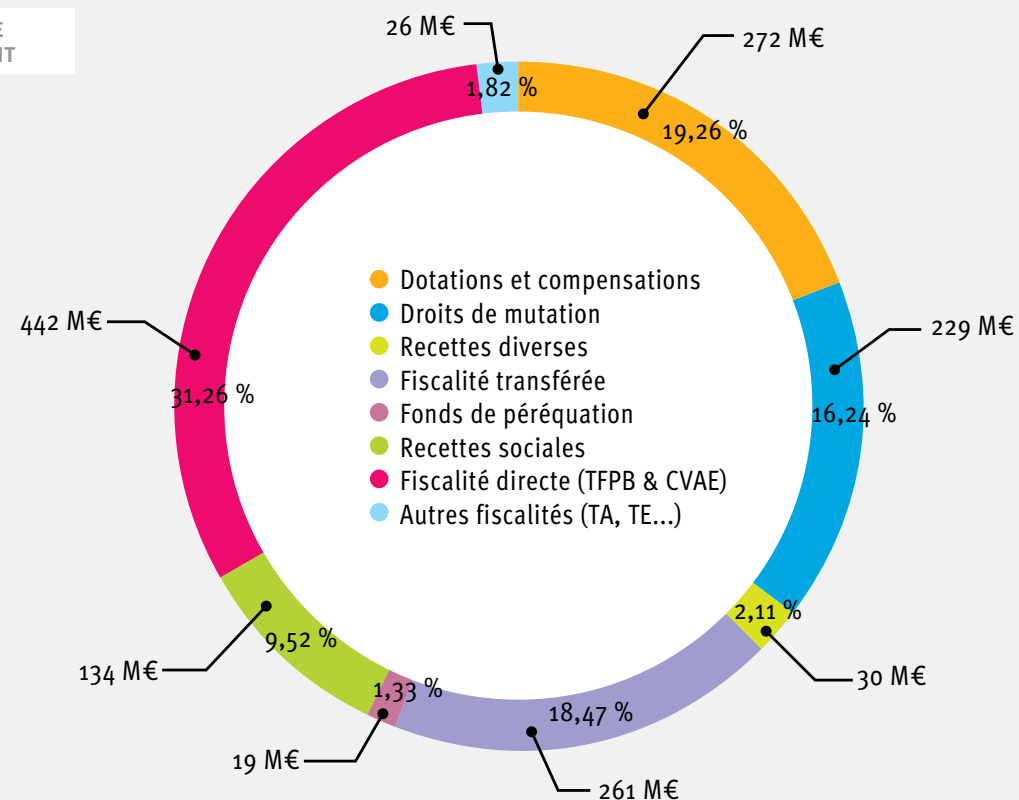 26 M€
272 M€
1,82 %
19,26 %
Dotations et compensations
Droits de mutation
Recettes diverses
Fiscalité transférée
Fonds de péréquation
Recettes sociales
Fiscalité directe (TFPB & CVAE)
Autres fiscalités (TA, TE...)
442 M€
229 M€
31,26 %
16,24 %
2,11 %
9,52 %
134 M€
30 M€
1,33 %
18,47 %
19 M€
261 M€